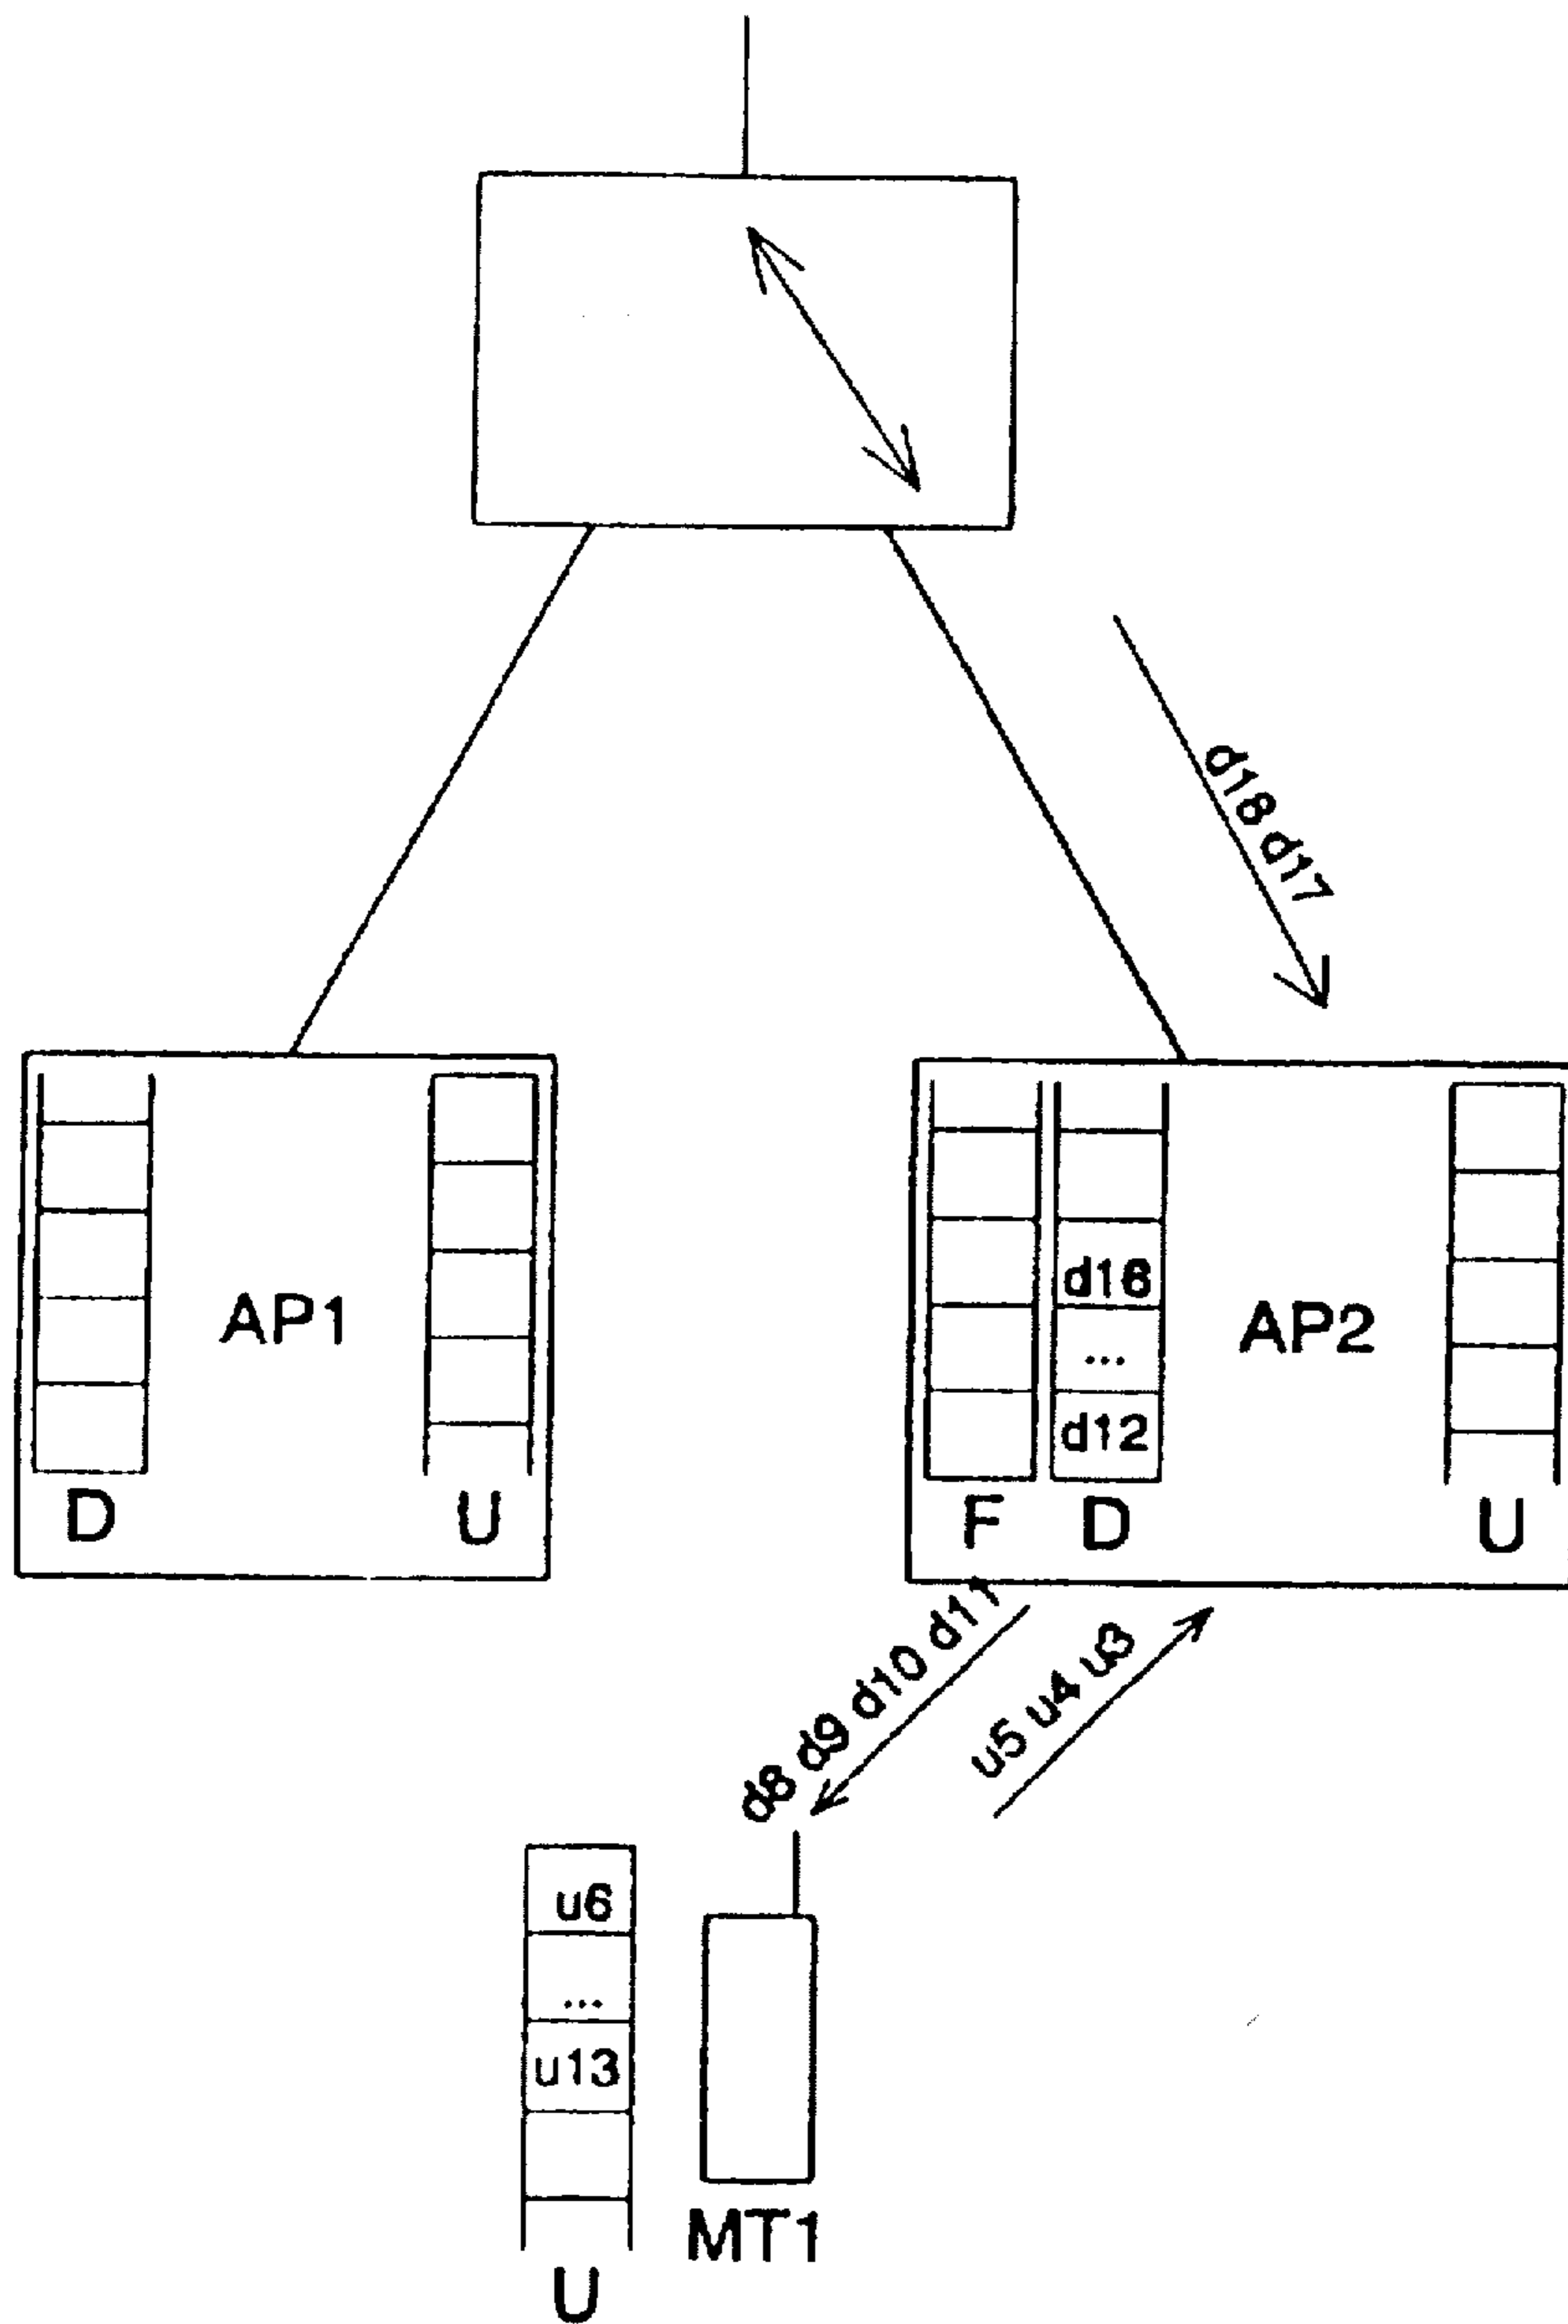 d18 d17
d16
AP1
AP2
...
d12
D
U
F
D
U
d8 d9 d10 d11
u5 u4 u3
u6
...
u13
MT1
U